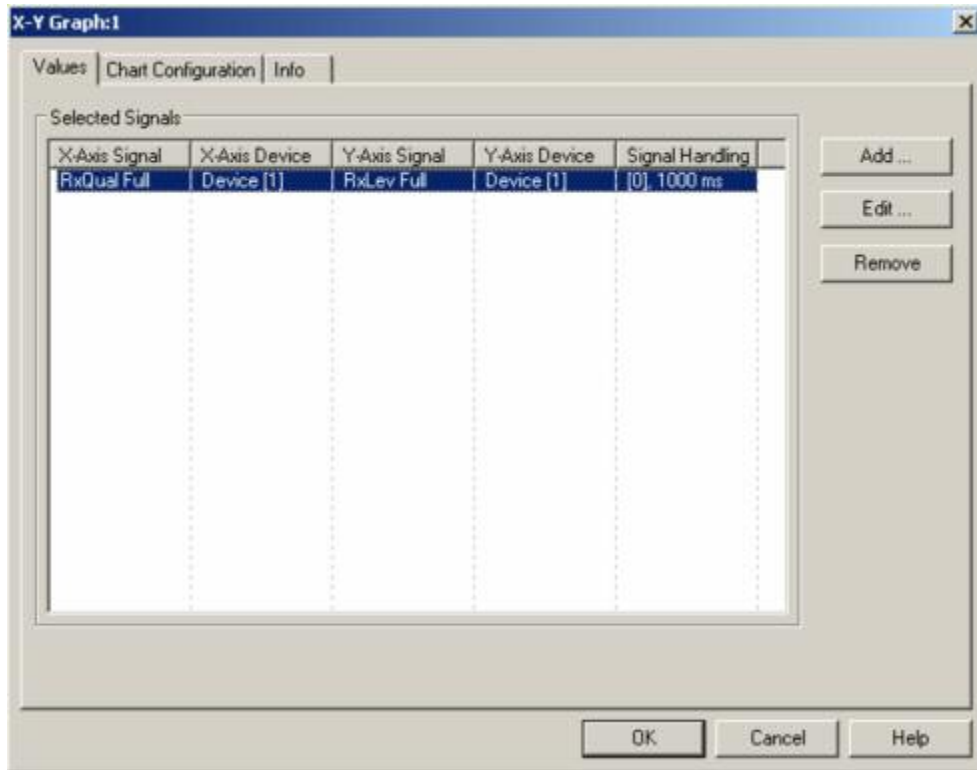 X-Y Graph:1
Values Chart Configuration Info
Selected Signals
X-Axis Signal X-Axis Device Y-Axis Signal Y-Axis Device Signal Handling
RxQual Full Device [1] RxLev Full Device [1] [0], 1000 ms
Add ...
Edit ...
Remove
OK Cancel Help